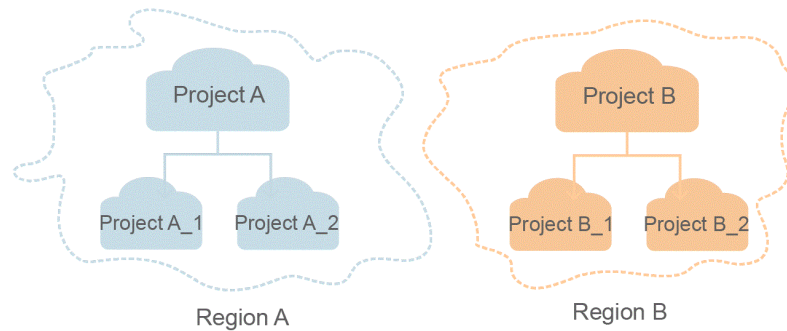 Project A
Project B
Project A_1
Project A_2
Project B_1
Project B_2
Region A
Region B